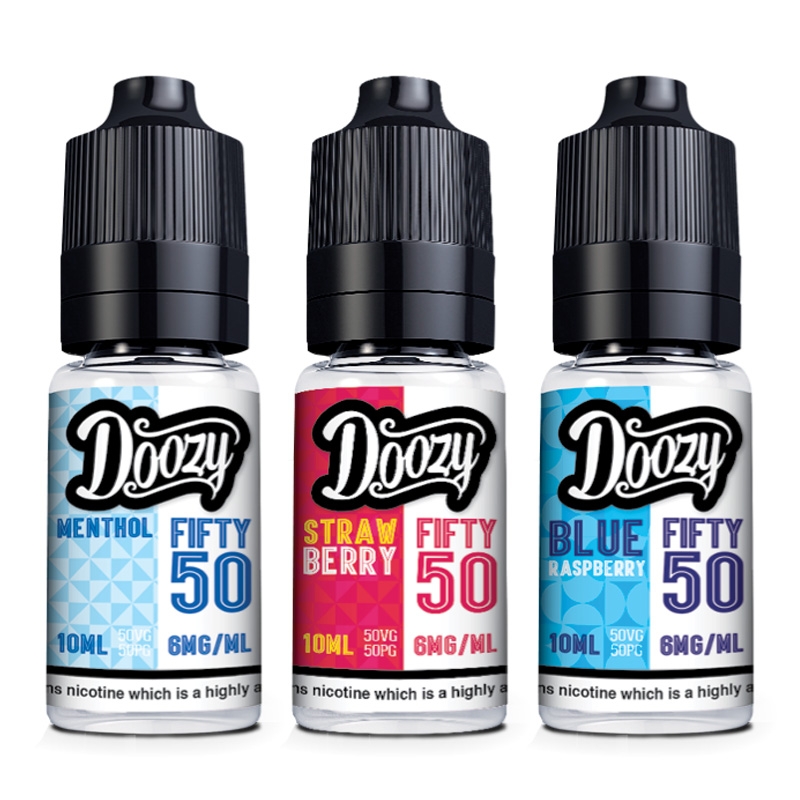 Doozy
MENTHOL
FIFTY
50
10ML
50VG
50PG
6MG/ML
ns nicotine which is a highly a
Doozy
STRAW
BERRY
FIFTY
50
10ML
50VG
50PG
6MG/ML
ns nicotine which is a highly a
Doozy
BLUE
RASPBERRY
FIFTY
50
10ML
50VG
50PG
6MG/ML
ns nicotine which is a highly a